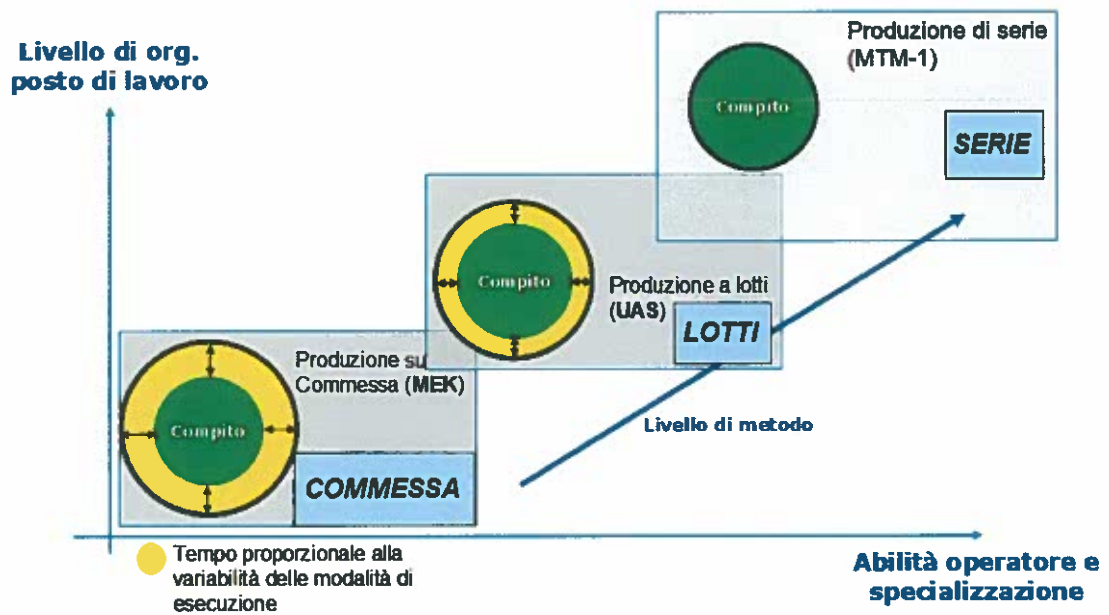 Livello di org.
posto di lavoro
Produzione di serie
(MTM-1)
Compito
SERIE
Compito
Produzione a lotti
(UAS)
LOTTI
Produzione su
Commessa (MEK)
Compito
COMMESSA
Livello di metodo
Tempo proporzionale alla
variabilità delle modalità di
esecuzione
Abilità operatore e
specializzazione